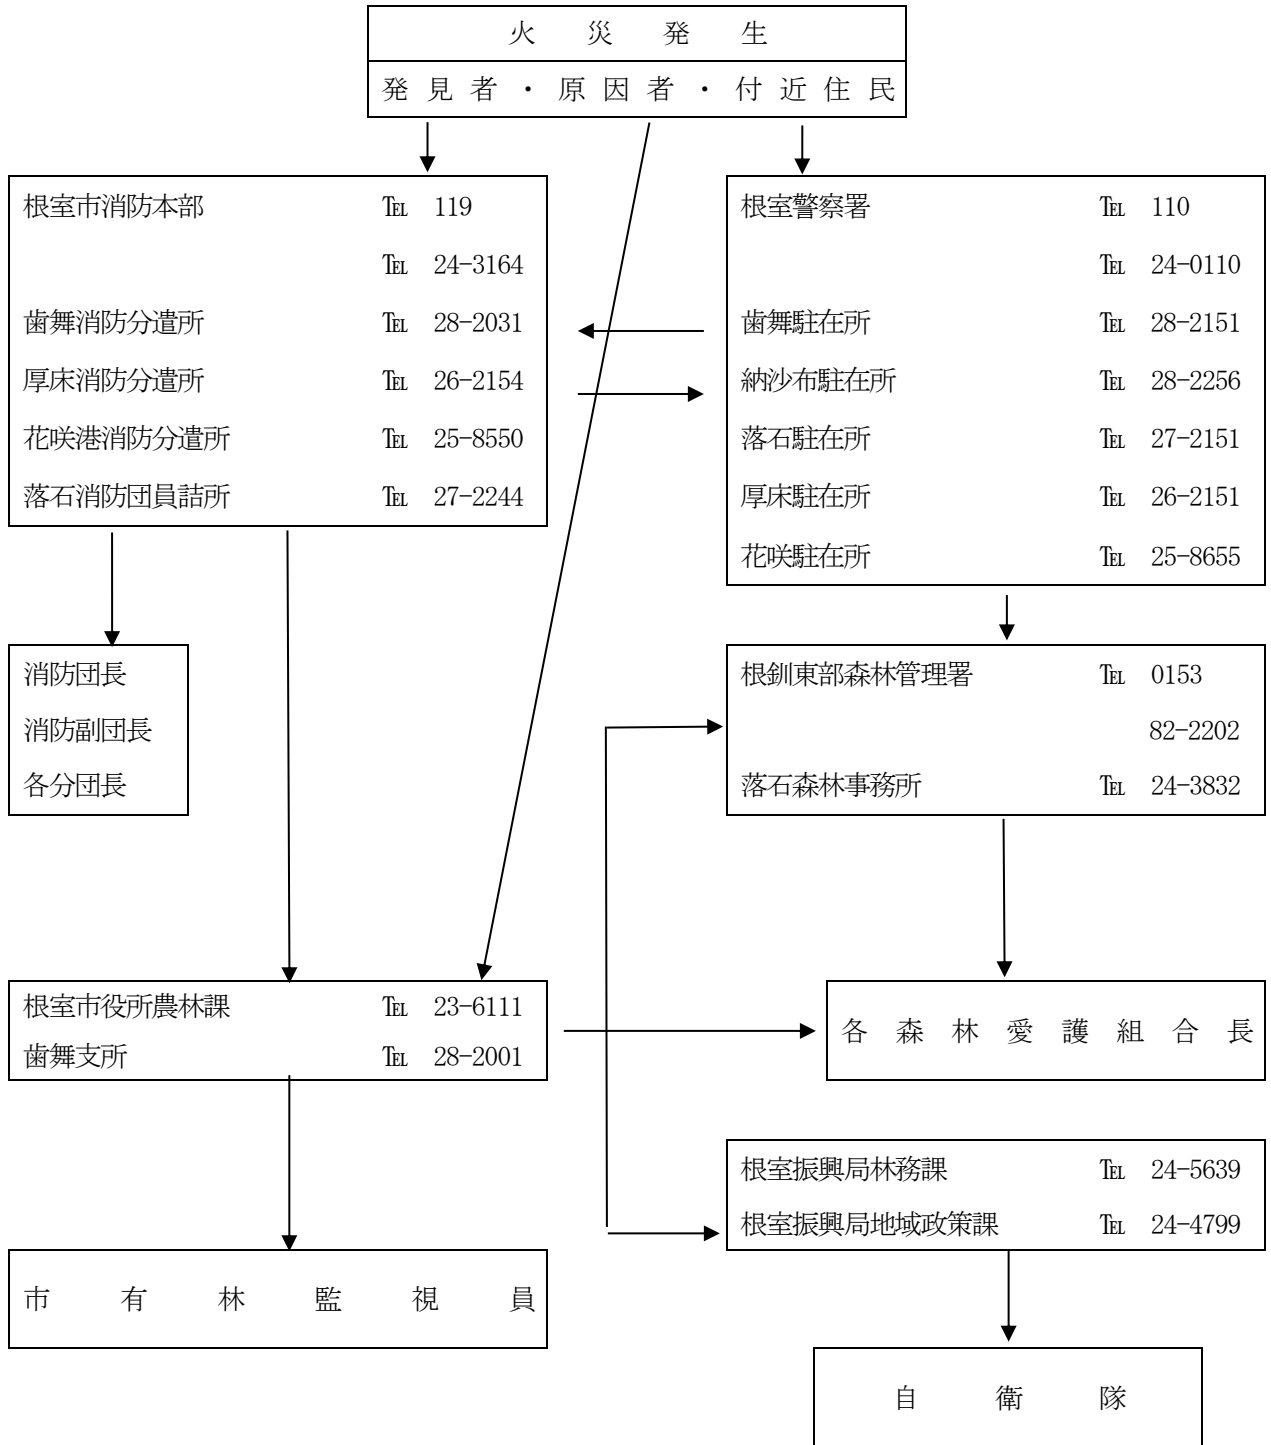 火災発生
発見者・原因者・付近住民
根室市消防本部 ℡ 119
℡ 24-3164
歯舞消防分遣所 ℡ 28-2031
厚床消防分遣所 ℡ 26-2154
花咲港消防分遣所 ℡ 25-8550
落石消防団員詰所 ℡ 27-2244
根室警察署 ℡ 110
℡ 24-0110
歯舞駐在所 ℡ 28-2151
納沙布駐在所 ℡ 28-2256
落石駐在所 ℡ 27-2151
厚床駐在所 ℡ 26-2151
花咲駐在所 ℡ 25-8655
消防団長
消防副団長
各分団長
根釧東部森林管理署 ℡ 0153
82-2202
落石森林事務所 ℡ 24-3832
根室市役所農林課 ℡ 23-6111
歯舞支所 ℡ 28-2001
各森林愛護組合長
根室振興局林務課 ℡ 24-5639
根室振興局地域政策課 ℡ 24-4799
市有林監視員
自衛隊